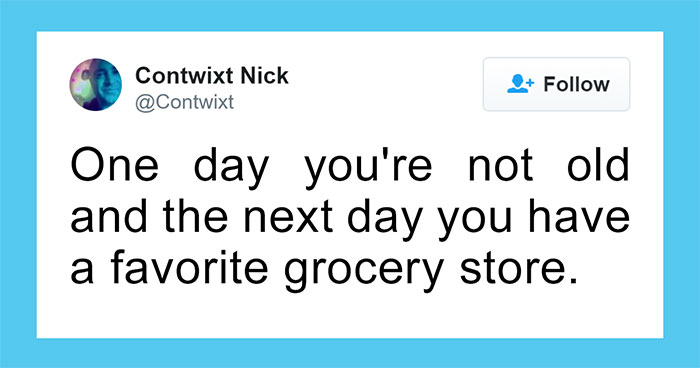 Contwixt Nick
@Contwixt
Follow
One day you're not old
and the next day you have
a favorite grocery store.